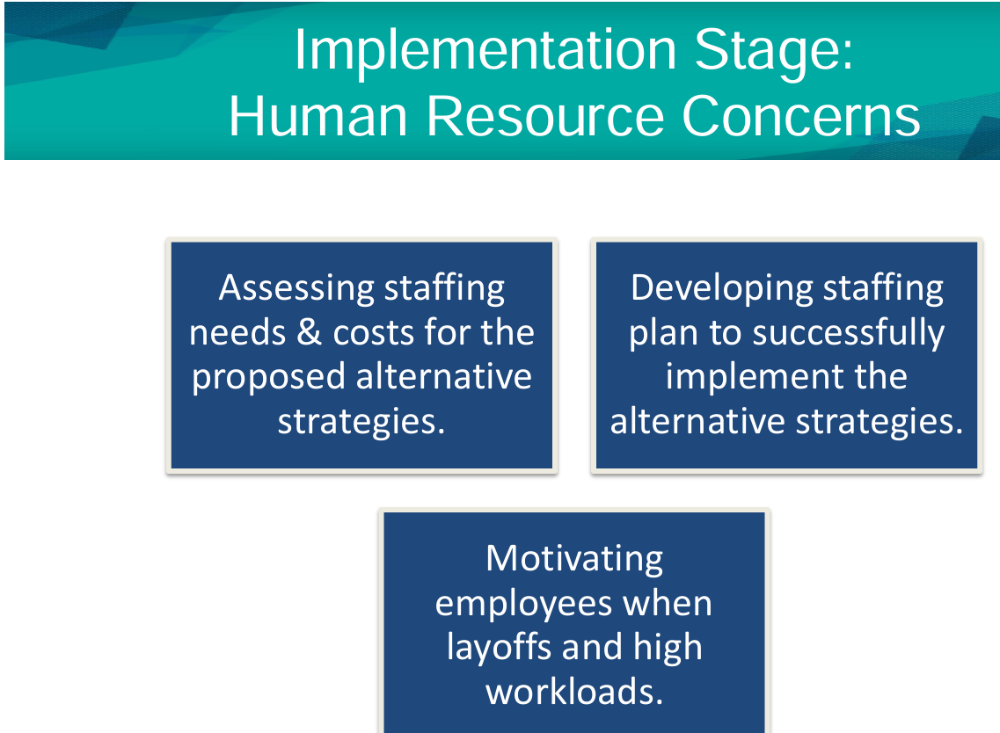 Implementation Stage:
Human Resource Concerns
Assessing staffing
needs & costs for the
proposed alternative
strategies.
Developing staffing
plan to successfully
implement the
alternative strategies.
Motivating
employees when
layoffs and high
workloads.